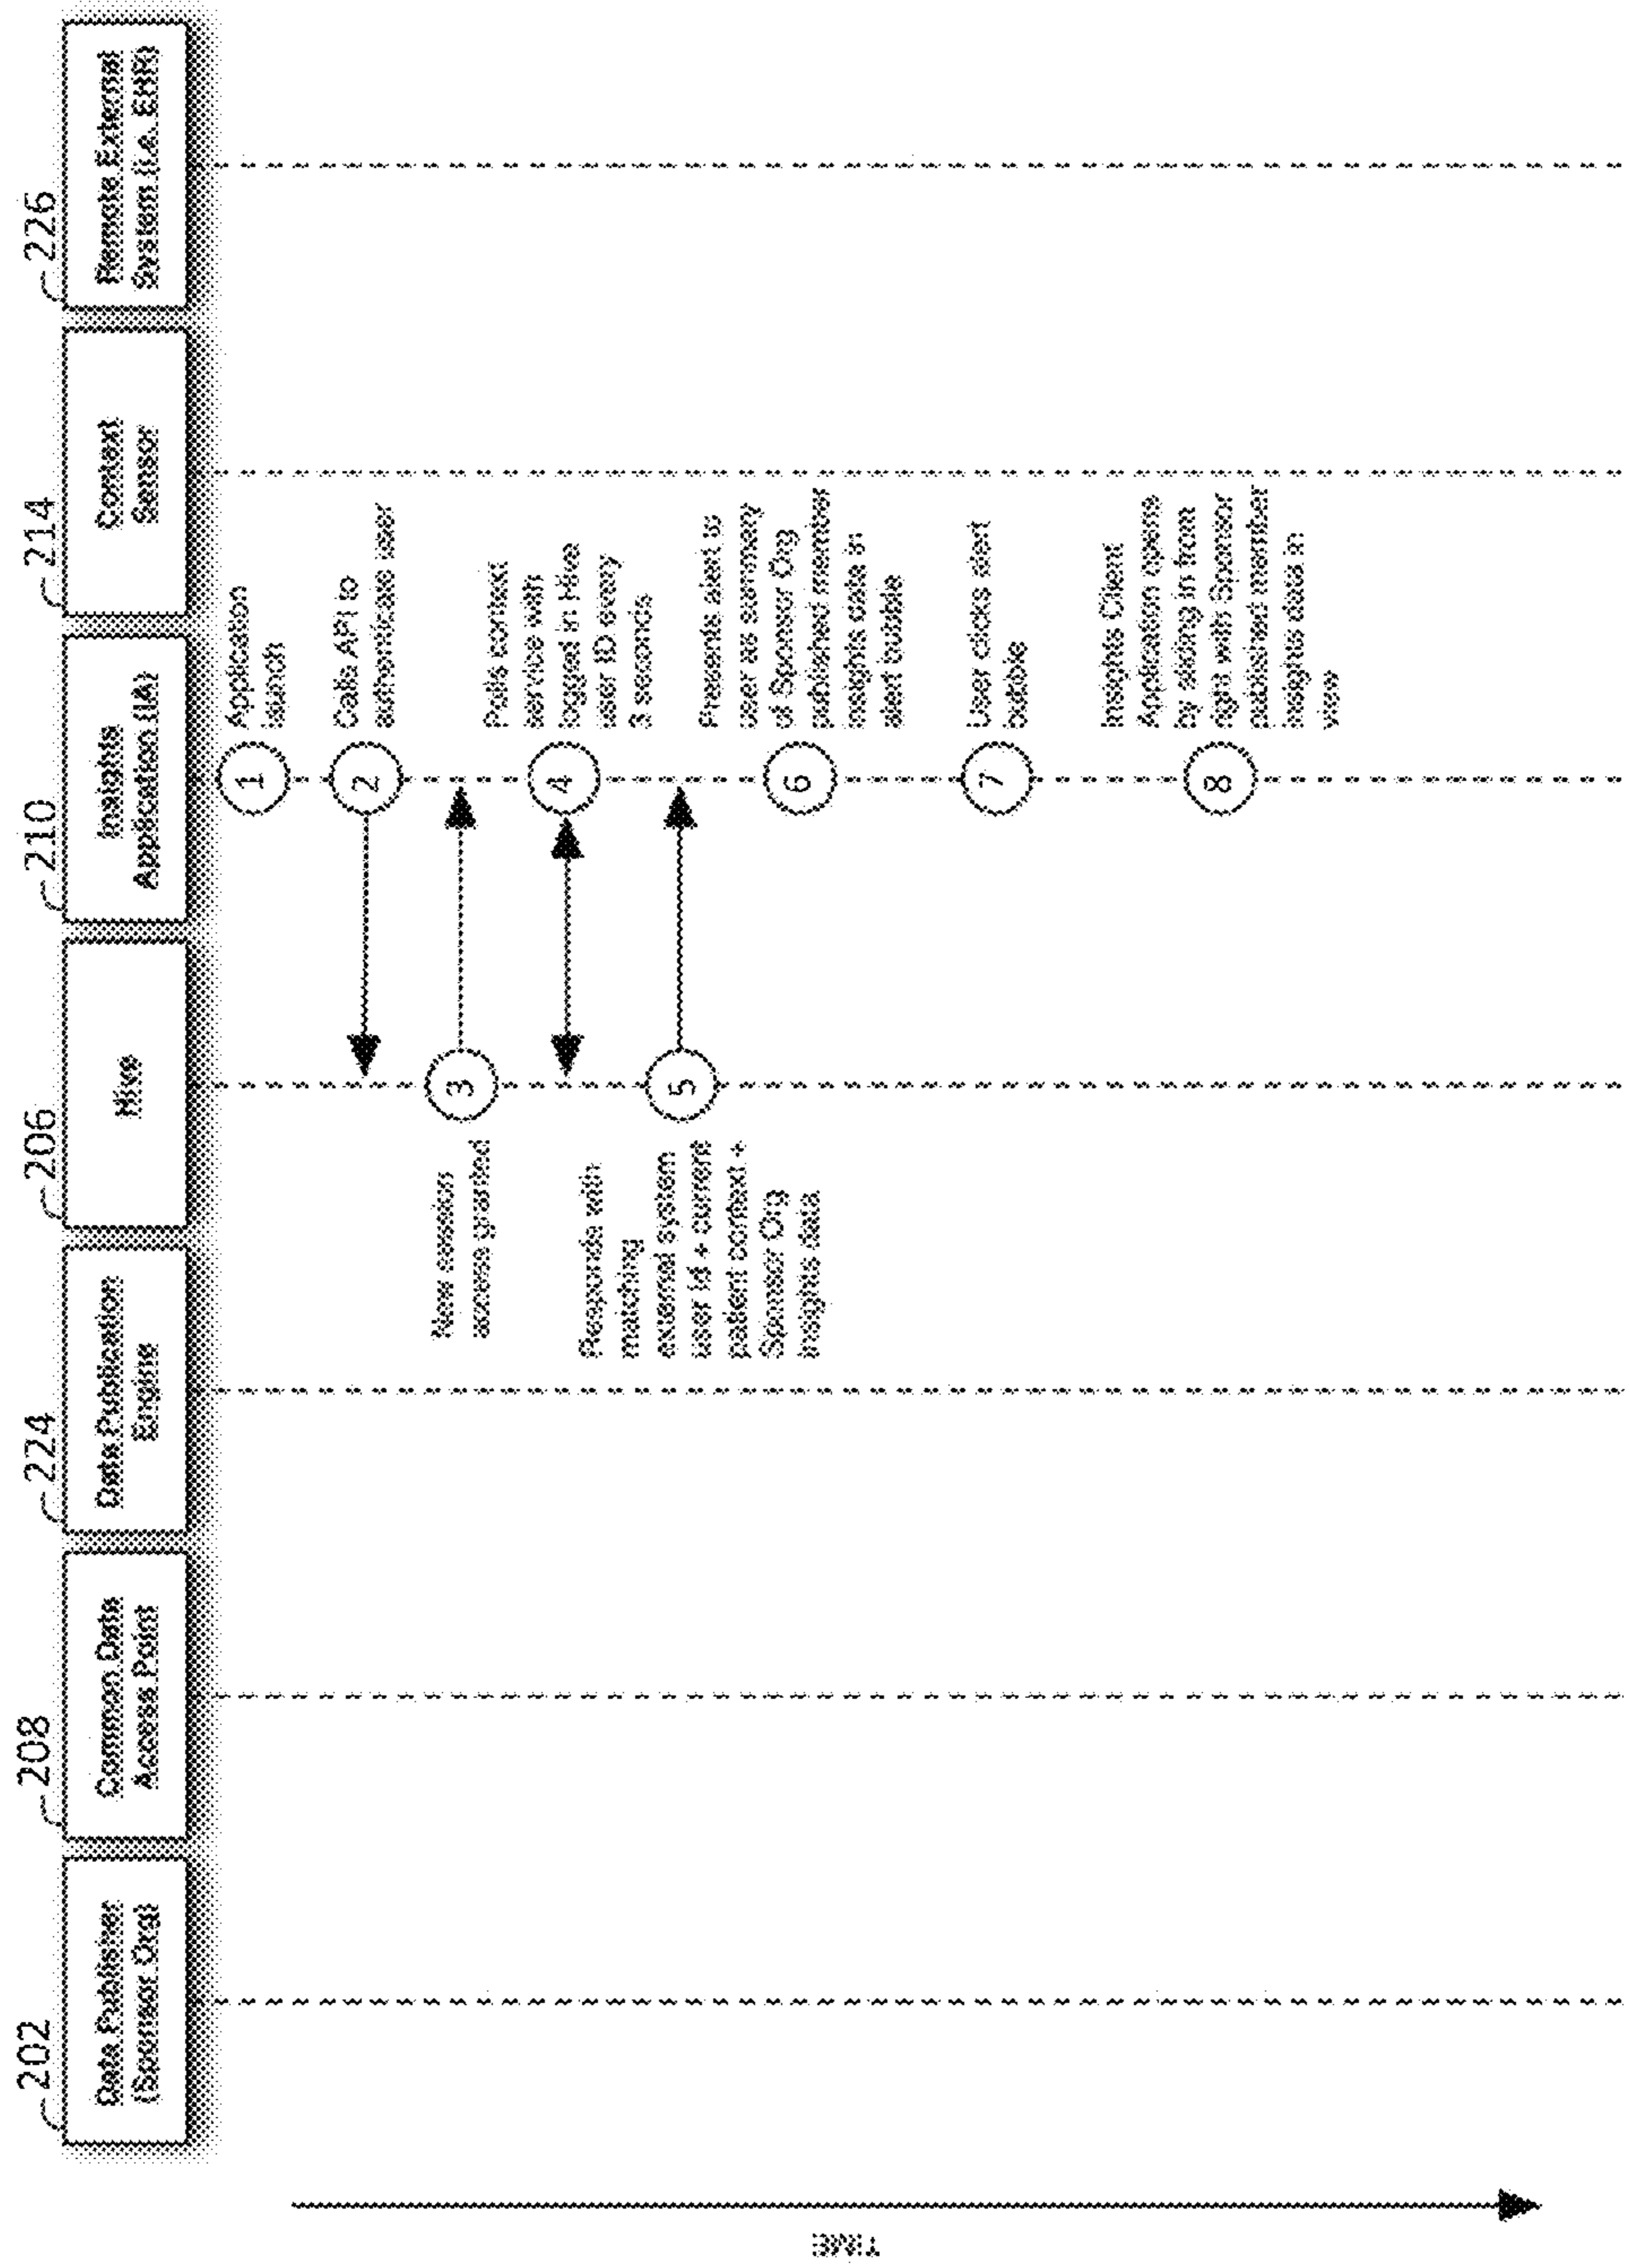 202
208
224
206
210
214
226
Data Publisher
(Sponsor Org)
Common Data
Access Point
Data Publication
Engine
Hive
Insights
Application (IA)
Context
Sensor
Remote External
System (i.e. EHR)
TIME
1
Application
launch
2
Calls API to
authenticate user
3
New session
access granted
4
Polls context
service with
logged in Hive
user ID every
3 seconds
5
Responds with
matching
external system
user id + current
patient context +
Sponsor Org
insights data
6
Presents alert to
user as summary
of Sponsor Org
published member
insights data in
alert bubble
7
User clicks alert
bubble
8
Insights Client
Application opens
by sliding in from
right with Sponsor
published member
insights data in
view